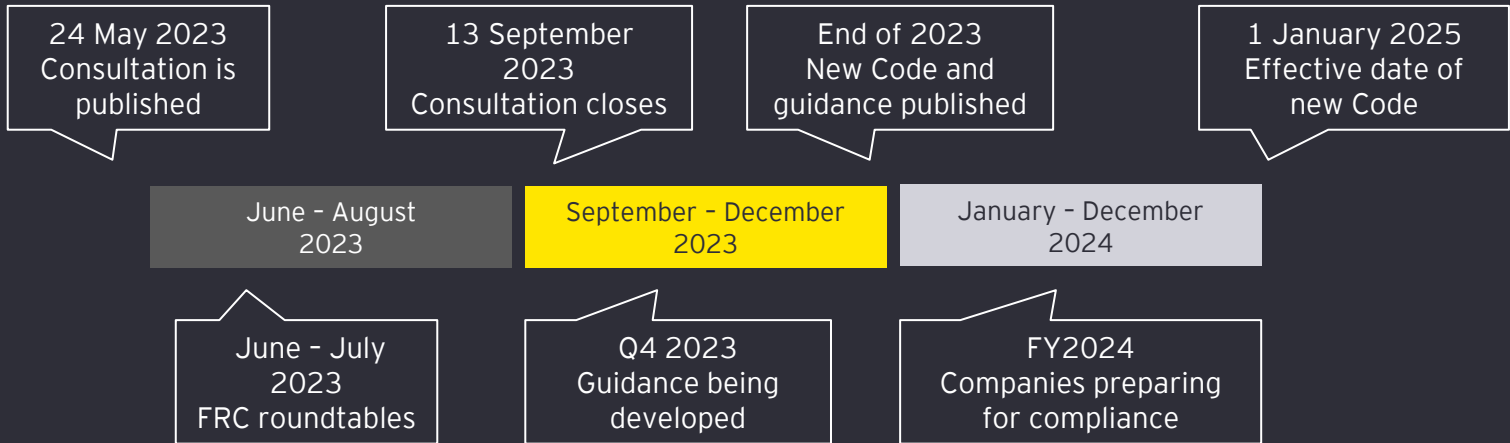 24 May 2023
Consultation is
published
13 September
2023
Consultation closes
End of 2023
New Code and
guidance published
1 January 2025
Effective date of
new Code
June – August
2023
September – December
2023
January – December
2024
June – July
2023
FRC roundtables
Q4 2023
Guidance being
developed
FY2024
Companies preparing
for compliance